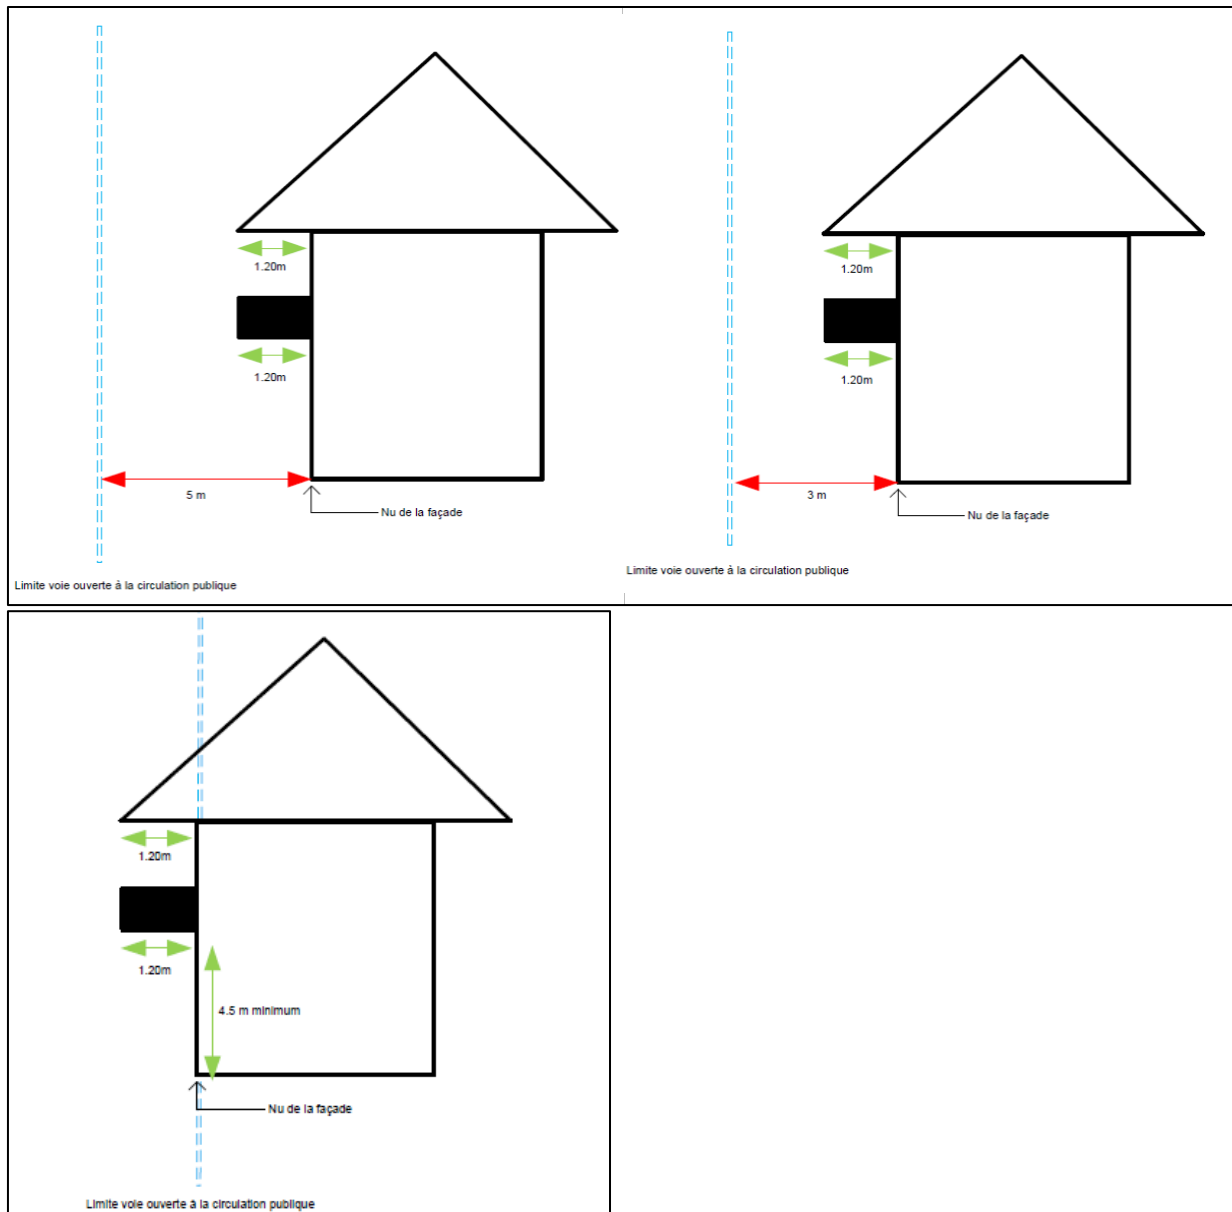 1.20m
1.20m
5 m
Nu de la façade
Limite voie ouverte à la circulation publique
1.20m
1.20m
3 m
Nu de la façade
Limite voie ouverte à la circulation publique
1.20m
1.20m
4.5 m minimum
Nu de la façade
Limite voie ouverte à la circulation publique